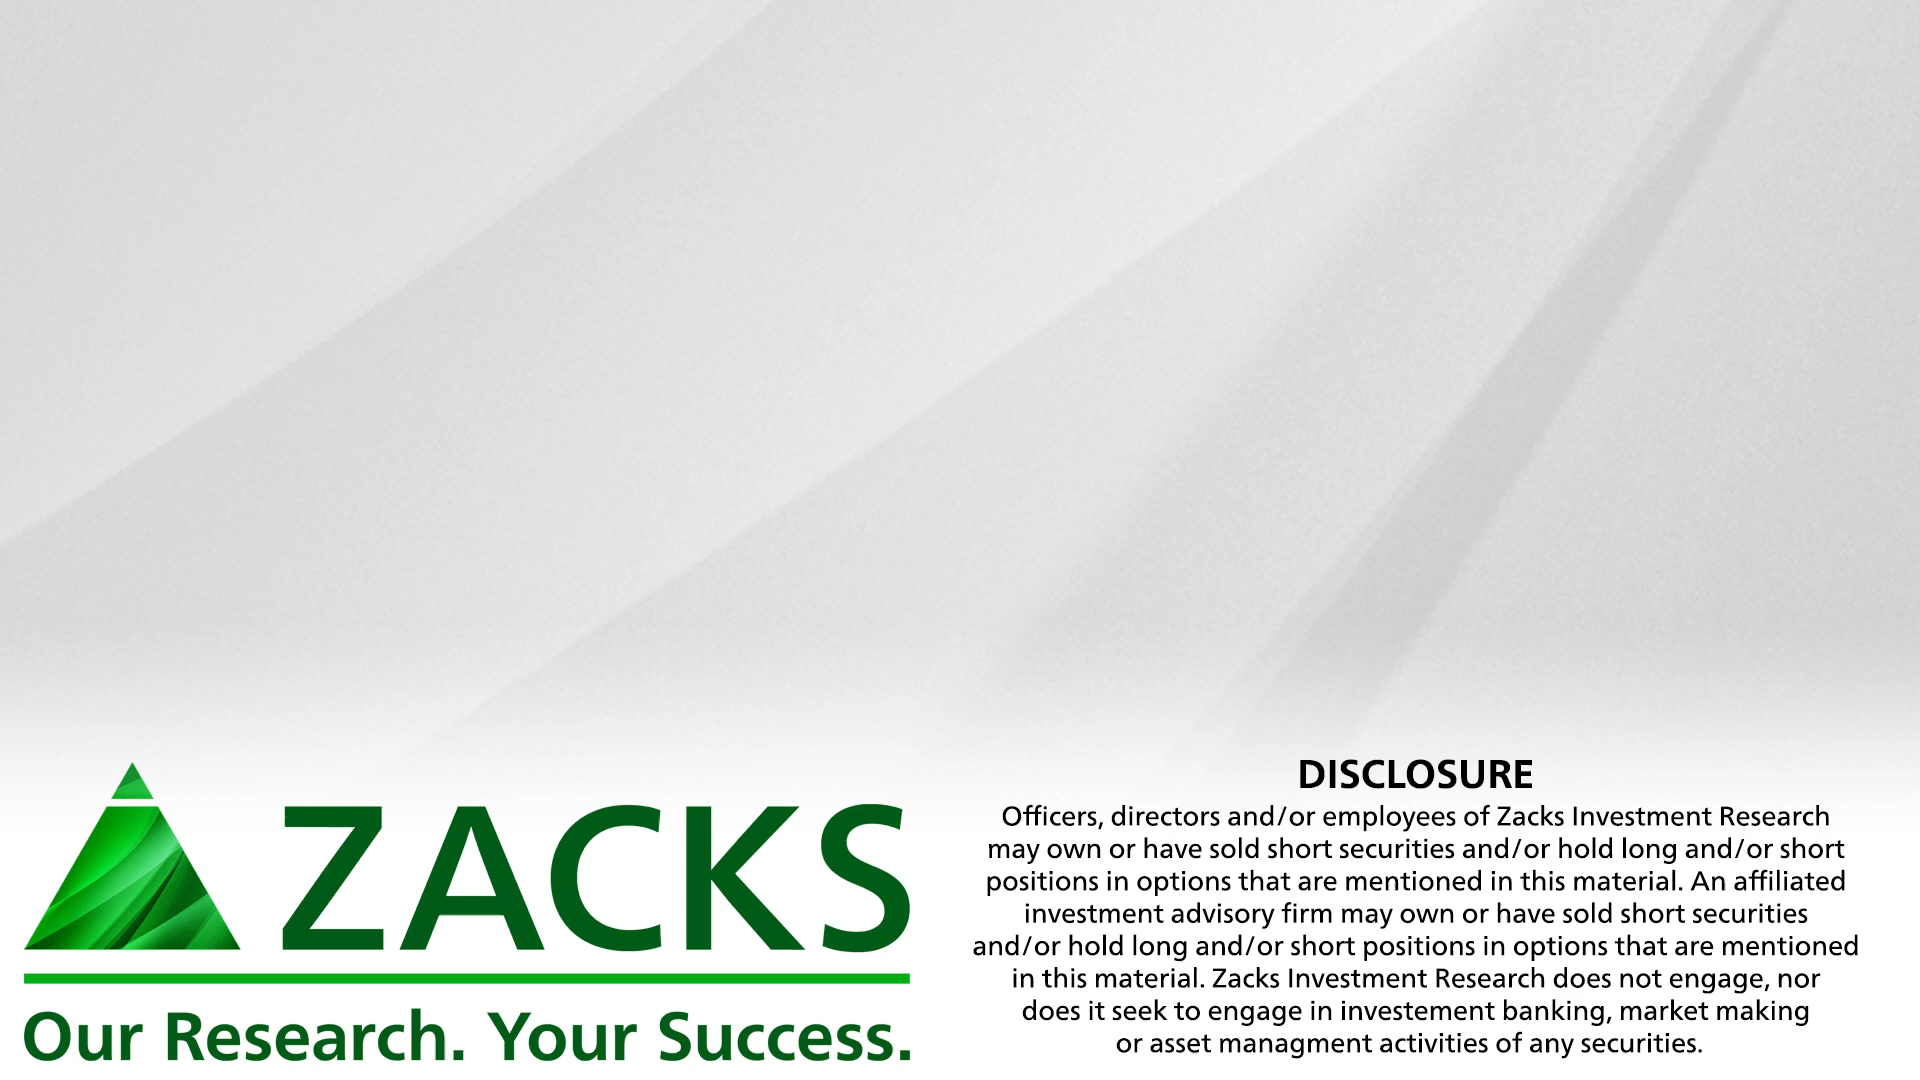 ZACKS
Our Research. Your Success.
DISCLOSURE
Officers, directors and/or employees of Zacks Investment Research
may own or have sold short securities and/or hold long and/or short
positions in options that are mentioned in this material. An affiliated
investment advisory firm may own or have sold short securities
and/or hold long and/or short positions in options that are mentioned
in this material. Zacks Investment Research does not engage, nor
does it seek to engage in investement banking, market making
or asset managment activities of any securities.